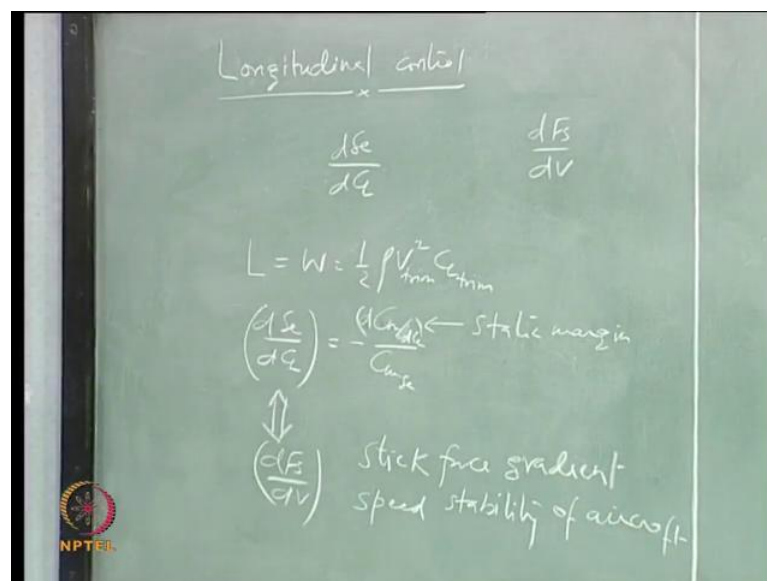 Longitudinal control
dδe/dCL dFs/dV
L = W = 1/2 ρV²trim CLtrim
(dδe/dCL) = - (dCm/dCL)/Cmδe ← static margin
⇕
(dFs/dV) stick force gradient
speed stability of aircraft
NPTEL